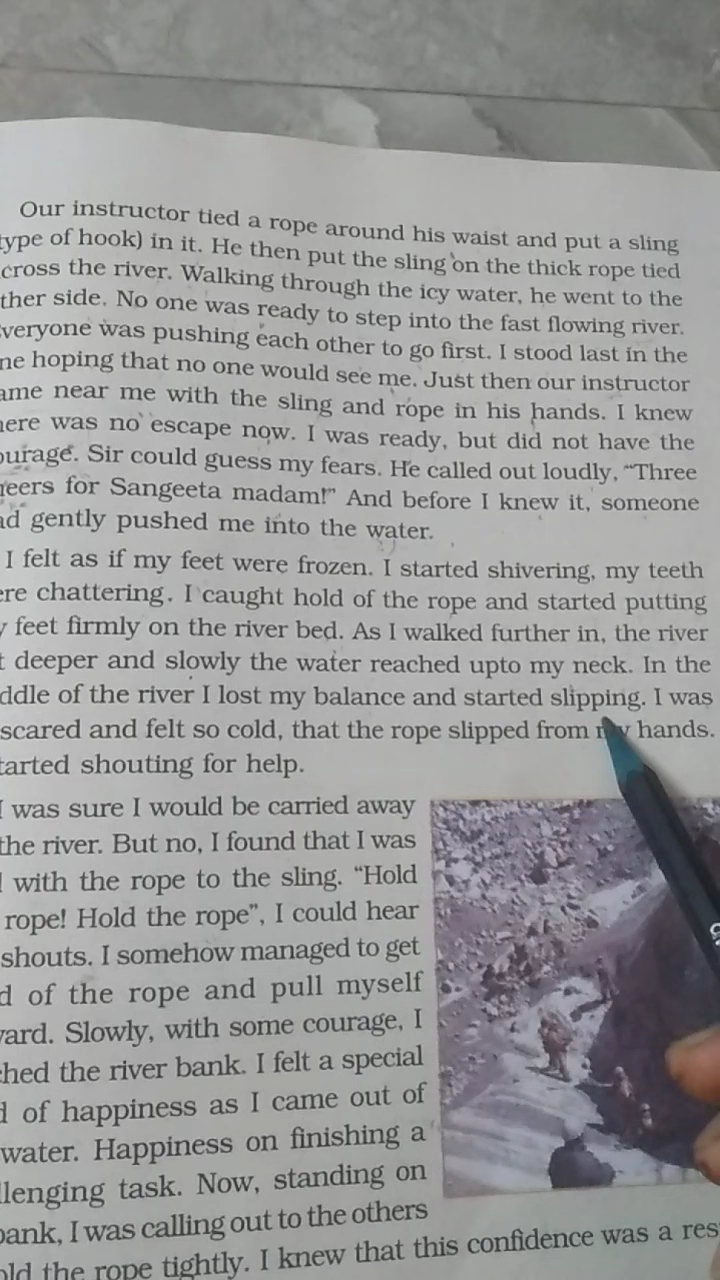 Our instructor tied a rope around his waist and put a sling
type of hook) in it. He then put the sling on the thick rope tied
cross the river. Walking through the icy water, he went to the
ther side. No one was ready to step into the fast flowing river.
veryone was pushing each other to go first. I stood last in the
ne hoping that no one would see me. Just then our instructor
ame near me with the sling and rope in his hands. I knew
ere was no escape now. I was ready, but did not have the
ourage. Sir could guess my fears. He called out loudly, “Three
eers for Sangeeta madam!” And before I knew it, someone
ad gently pushed me into the water.
I felt as if my feet were frozen. I started shivering, my teeth
ere chattering. I caught hold of the rope and started putting
y feet firmly on the river bed. As I walked further in, the river
t deeper and slowly the water reached upto my neck. In the
ddle of the river I lost my balance and started slipping. I was
scared and felt so cold, that the rope slipped from my hands.
tarted shouting for help.
I was sure I would be carried away
the river. But no, I found that I was
with the rope to the sling. “Hold
rope! Hold the rope”, I could hear
shouts. I somehow managed to get
d of the rope and pull myself
ard. Slowly, with some courage, I
ched the river bank. I felt a special
d of happiness as I came out of
water. Happiness on finishing a
llenging task. Now, standing on
bank, I was calling out to the others
old the rope tightly. I knew that this confidence was a res